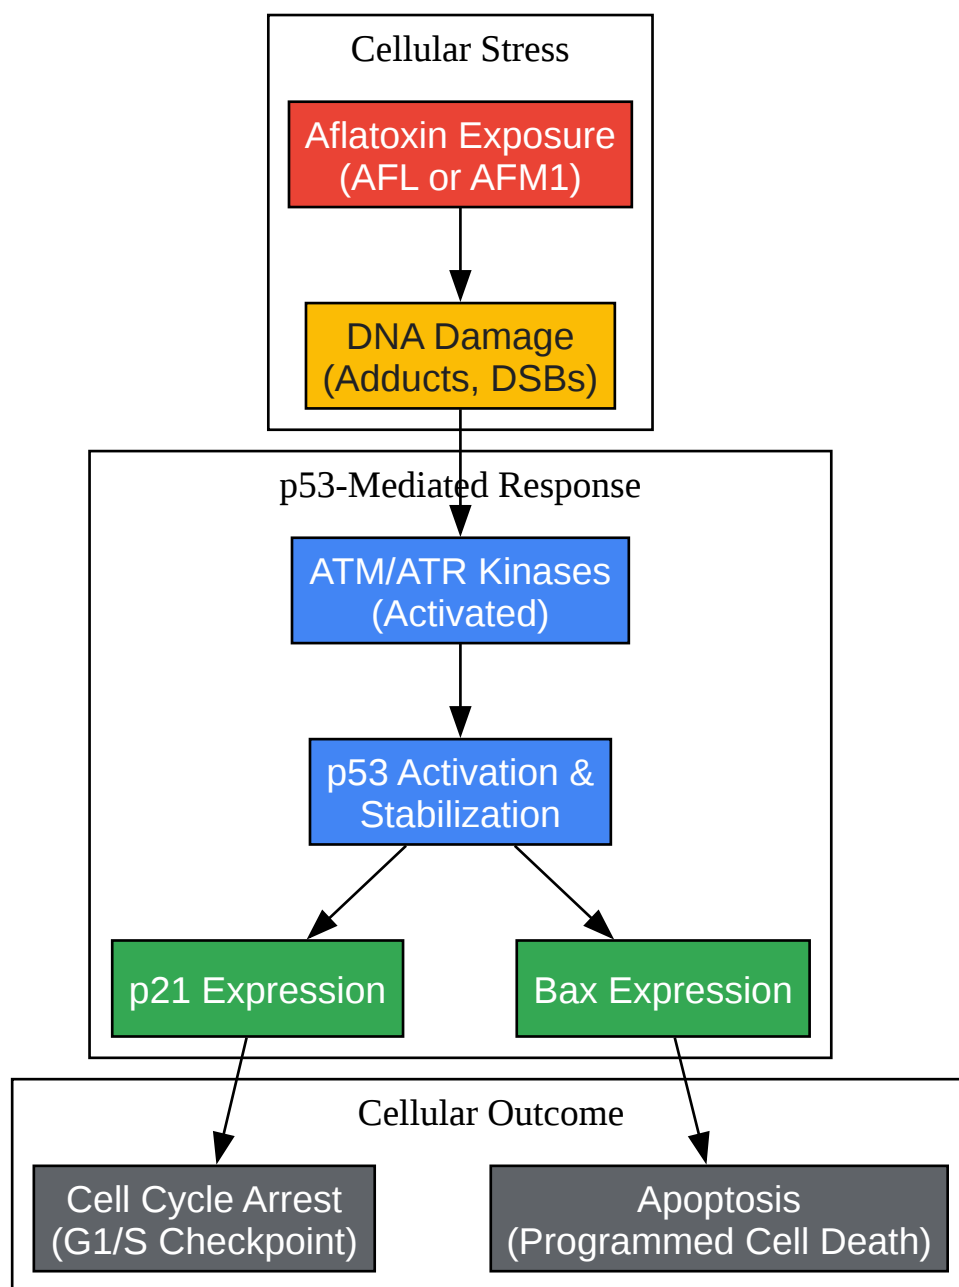 Cellular Stress
Aflatoxin Exposure
(AFL or AFM1)
DNA Damage
(Adducts, DSBs)
p53-Mediated Response
ATM/ATR Kinases
(Activated)
p53 Activation &
Stabilization
p21 Expression
Bax Expression
Cellular Outcome
Cell Cycle Arrest
(G1/S Checkpoint)
Apoptosis
(Programmed Cell Death)